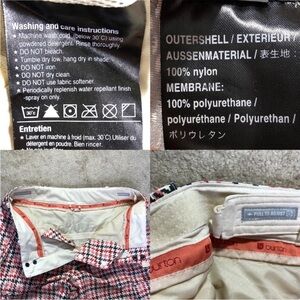 Washing and care instructions
● Machine wash cold, (below 30°C) using
powdered detergent. Rinse thoroughly.
● DO NOT bleach.
● Tumble dry low, hang dry in shade
● DO NOT iron
● DO NOT dry clean.
● DO NOT use fabric softener.
● Periodically replenish water repellant finish
-spray on only.
30°c
Entretien
● Laver en machine à froid (max. 30°C). Utiliser du
détergent en poudre. Bien rincer.
OUTERSHELL / EXTERIEUR /
AUSSENMATERIAL / 表生地:
100% nylon
MEMBRANE:
100% polyurethane /
polyuréthane / Polyurethan /
ポリウレタン
PULL TO ADJUST
burton
burton